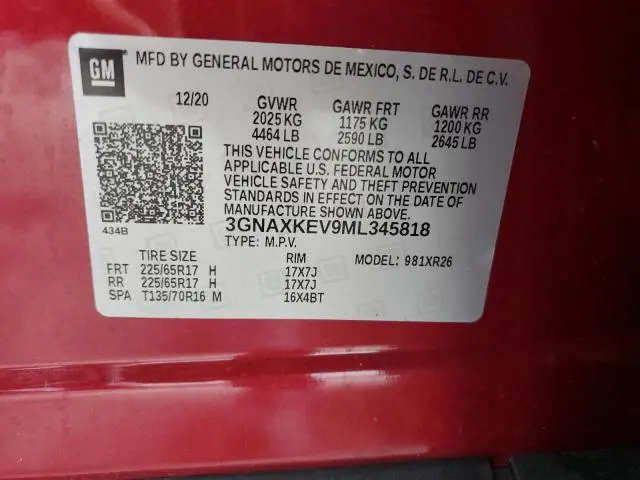 GM
MFD BY GENERAL MOTORS DE MEXICO, S. DE R.L. DE C.V.
12/20 GVWR GAWR FRT GAWR RR
2025 KG 1175 KG 1200 KG
4464 LB 2590 LB 2645 LB
THIS VEHICLE CONFORMS TO ALL
APPLICABLE U.S. FEDERAL MOTOR
VEHICLE SAFETY AND THEFT PREVENTION
STANDARDS IN EFFECT ON THE DATE OF
MANUFACTURE SHOWN ABOVE.
434B 3GNAXKEV9ML345818
TYPE: M.P.V.
TIRE SIZE RIM MODEL: 981XR26
FRT 225/65R17 H 17X7J
RR 225/65R17 H 17X7J
SPA T135/70R16 M 16X4BT